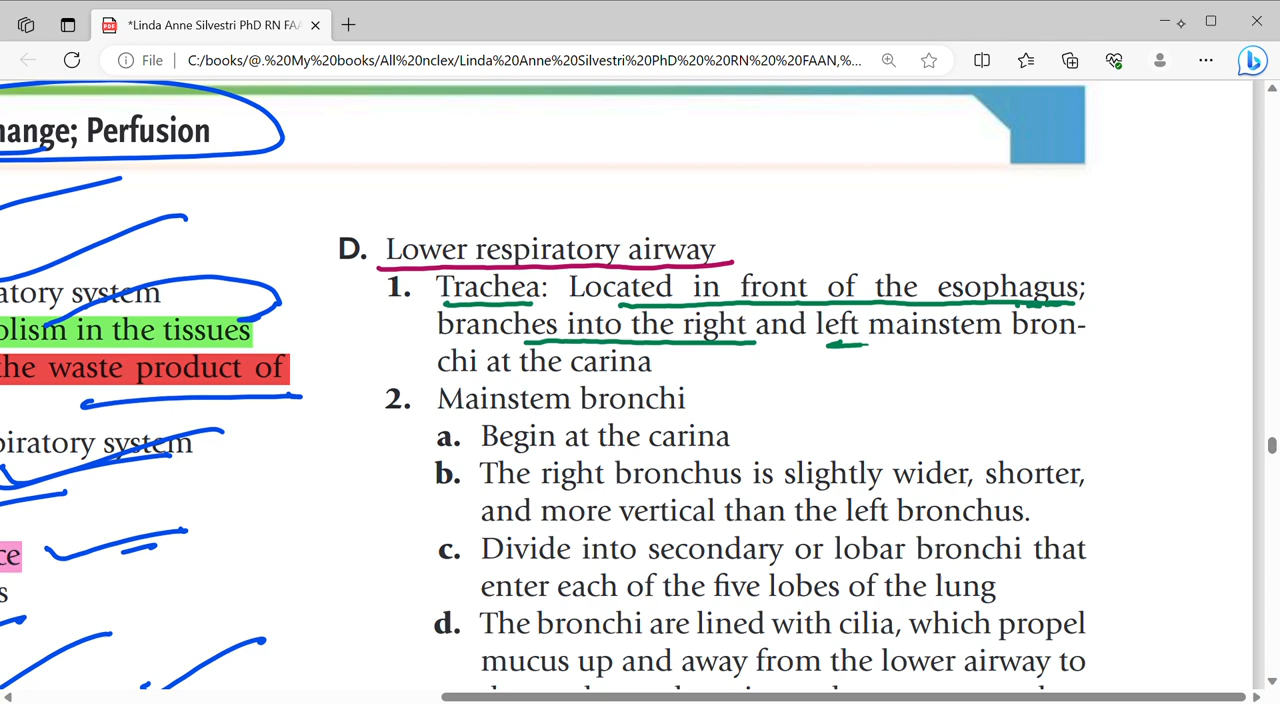 *Linda Anne Silvestri PhD RN FAA
File
C:/books/@.%20My%20books/All%20nclex/Linda%20Anne%20Silvestri%20PhD%20%20RN%20%20FAAN,%...
hange; Perfusion
atory system
olism in the tissues
the waste product of
piratory system
ce
s
D. Lower respiratory airway
1. Trachea: Located in front of the esophagus;
branches into the right and left mainstem bron-
chi at the carina
2. Mainstem bronchi
a. Begin at the carina
b. The right bronchus is slightly wider, shorter,
and more vertical than the left bronchus.
c. Divide into secondary or lobar bronchi that
enter each of the five lobes of the lung
d. The bronchi are lined with cilia, which propel
mucus up and away from the lower airway to